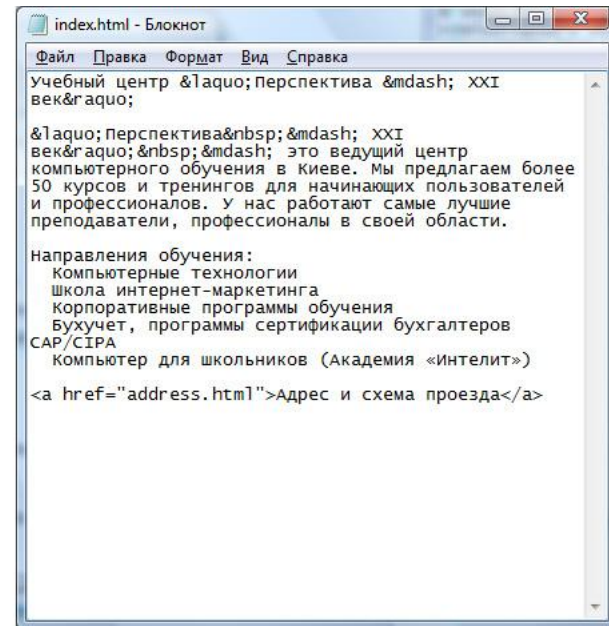 index.html - Блокнот
Файл Правка Формат Вид Справка
Учебный центр &laquo;Перспектива &mdash; XXI
век&raquo;
&laquo;Перспектива&nbsp;&mdash; XXI
век&raquo;&nbsp;&mdash; это ведущий центр
компьютерного обучения в Киеве. Мы предлагаем более
50 курсов и тренингов для начинающих пользователей
и профессионалов. У нас работают самые лучшие
преподаватели, профессионалы в своей области.
Направления обучения:
Компьютерные технологии
Школа интернет-маркетинга
Корпоративные программы обучения
Бухучет, программы сертификации бухгалтеров
CAP/CIPA
Компьютер для школьников (Академия «Интелит»)
<a href="address.html">Адрес и схема проезда</a>